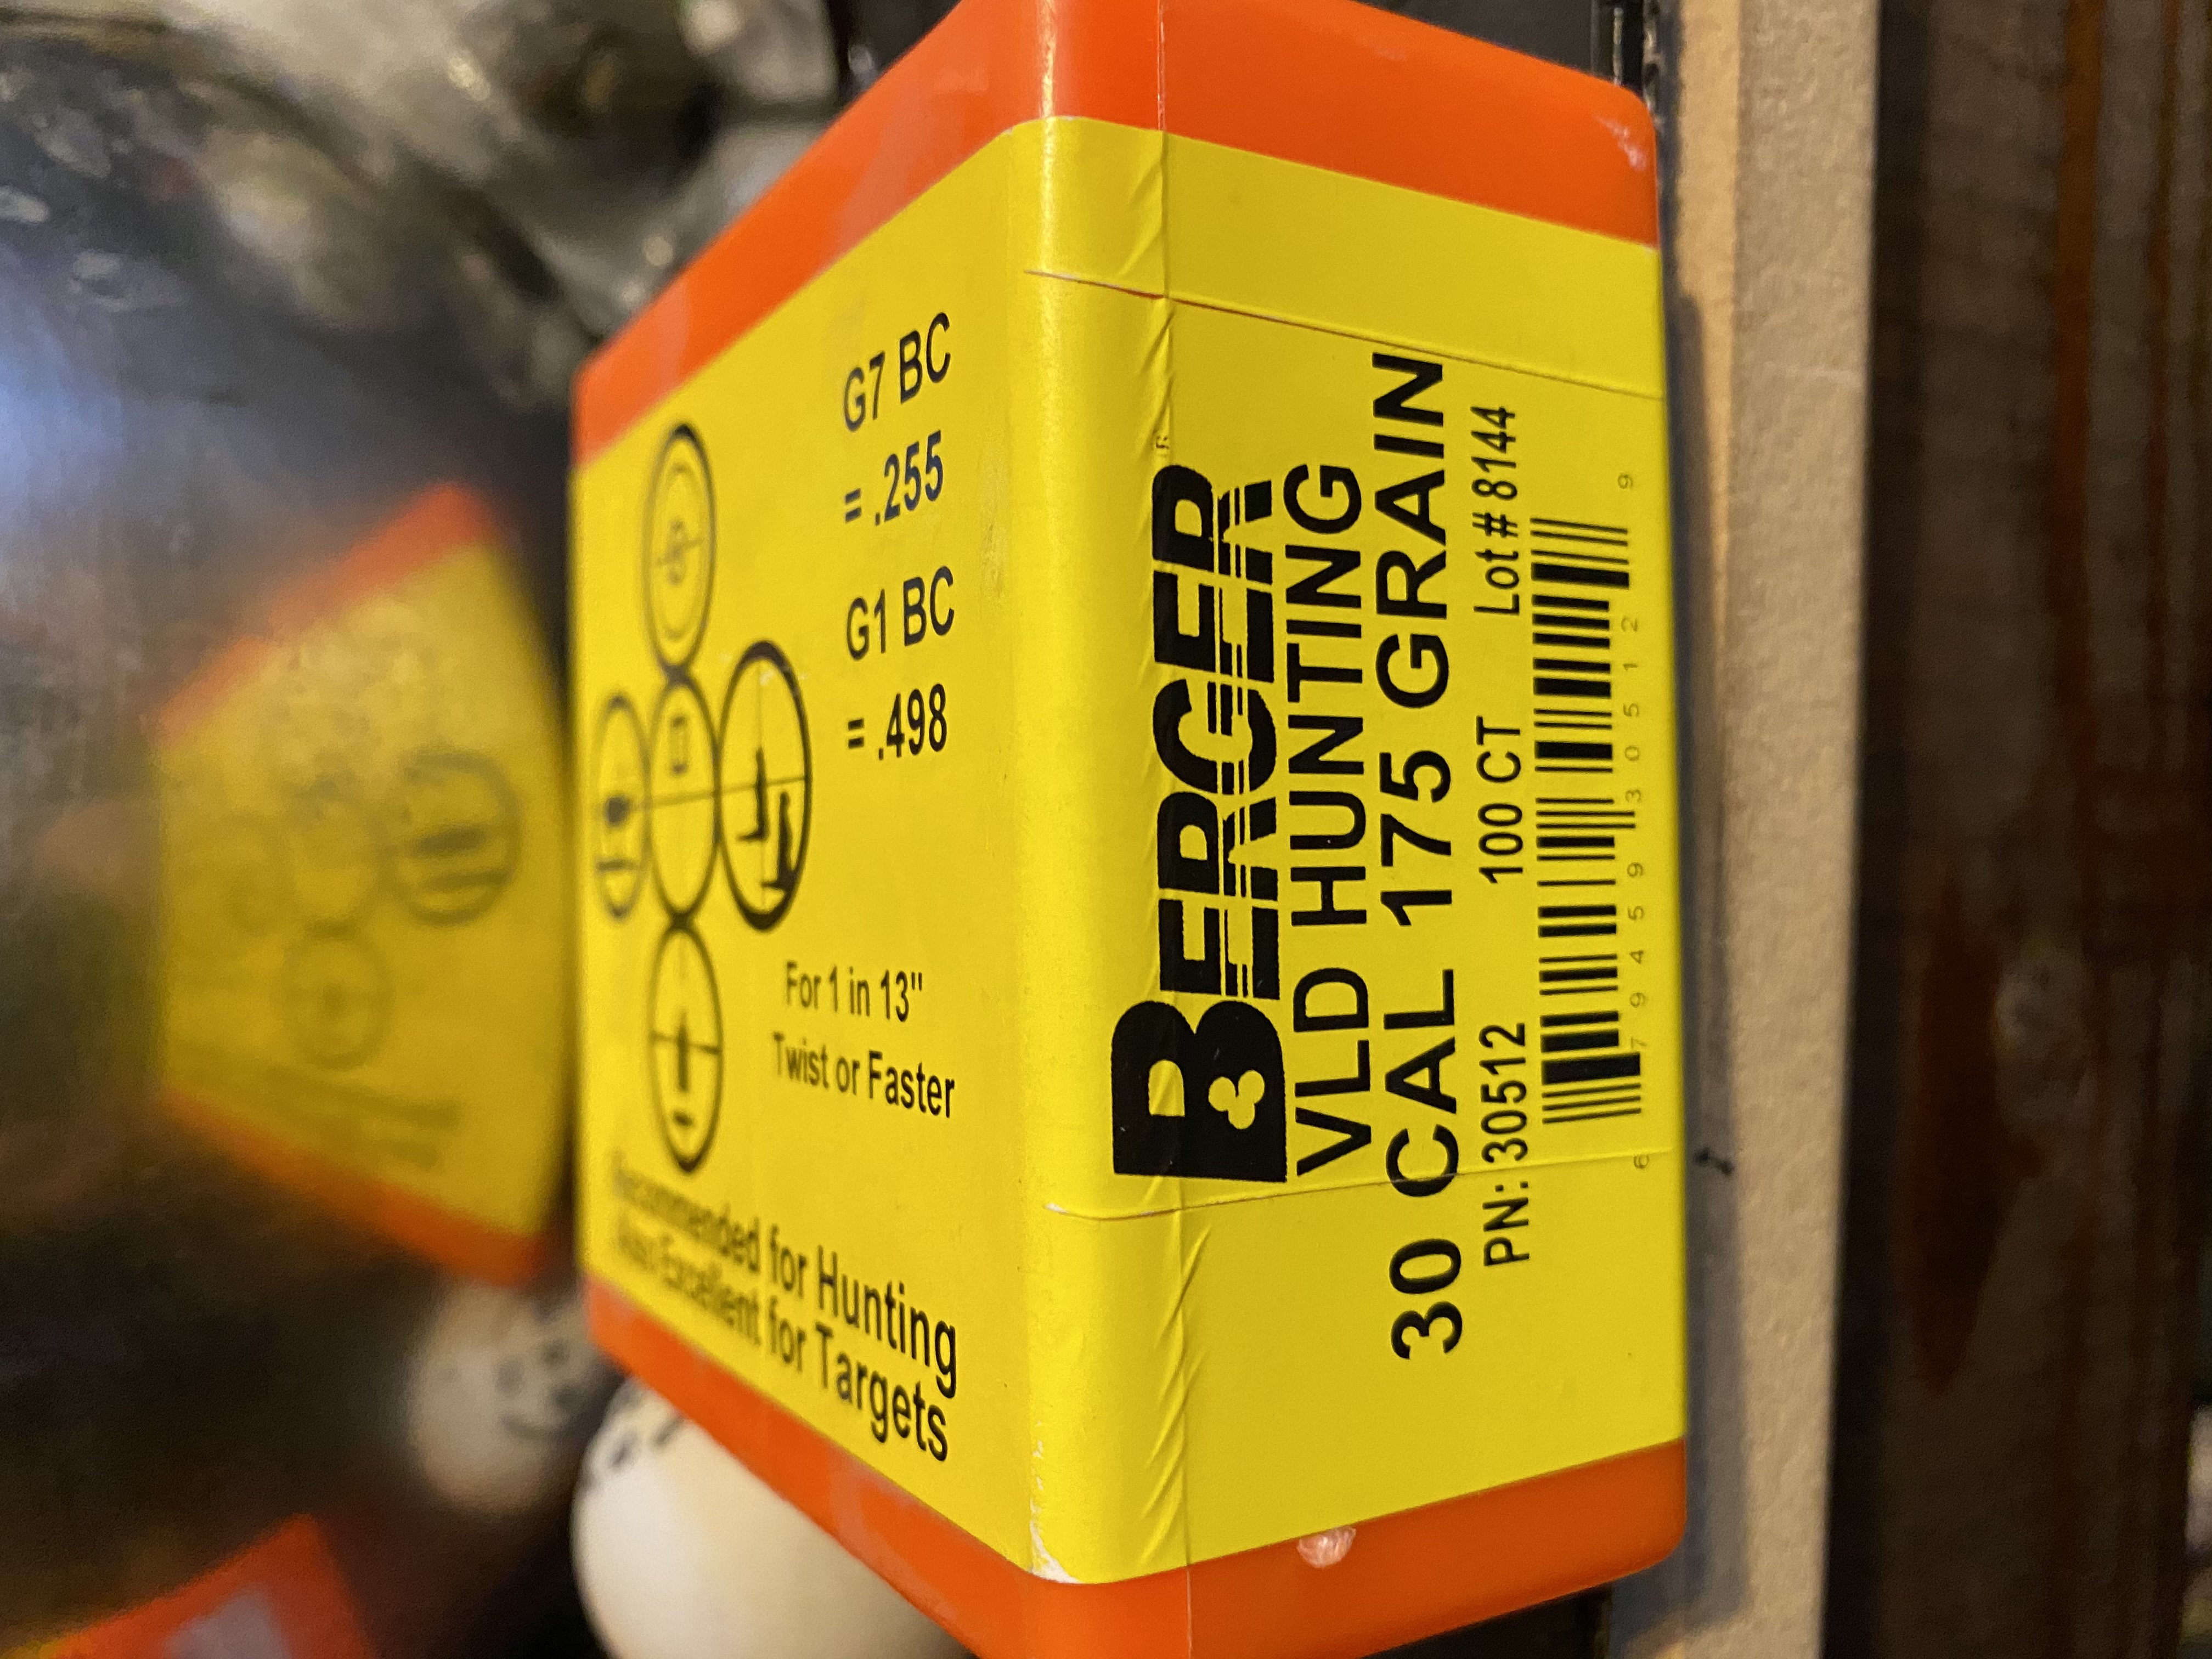 BERGER
VLD HUNTING
30 CAL 175 GRAIN
PN: 30512 100 CT Lot# 8144
6 79459 30512 9
G7 BC
= .255
G1 BC
= .498
For 1 in 13"
Twist or Faster
Recommended for Hunting
Also Excellent for Targets